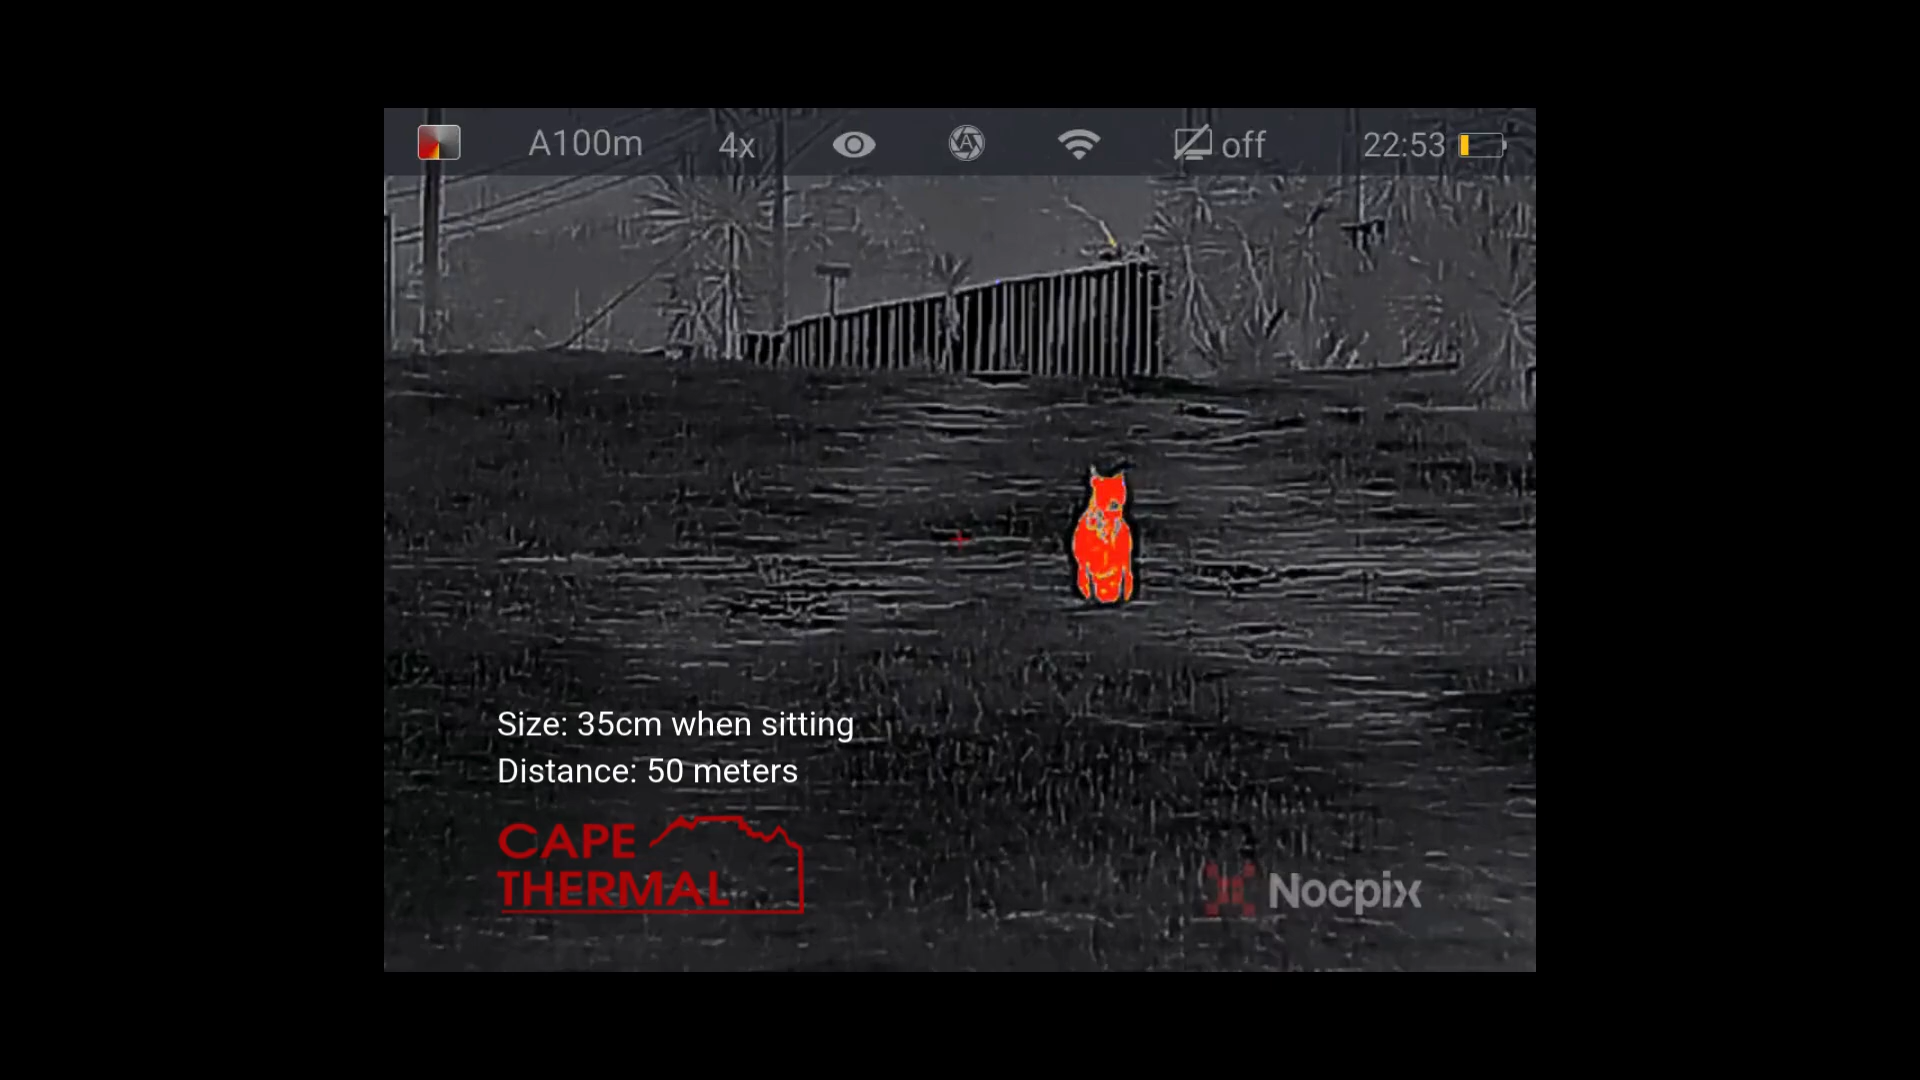 A100m 4x off 22:53
Size: 35cm when sitting
Distance: 50 meters
CAPE
THERMAL
Nocpix